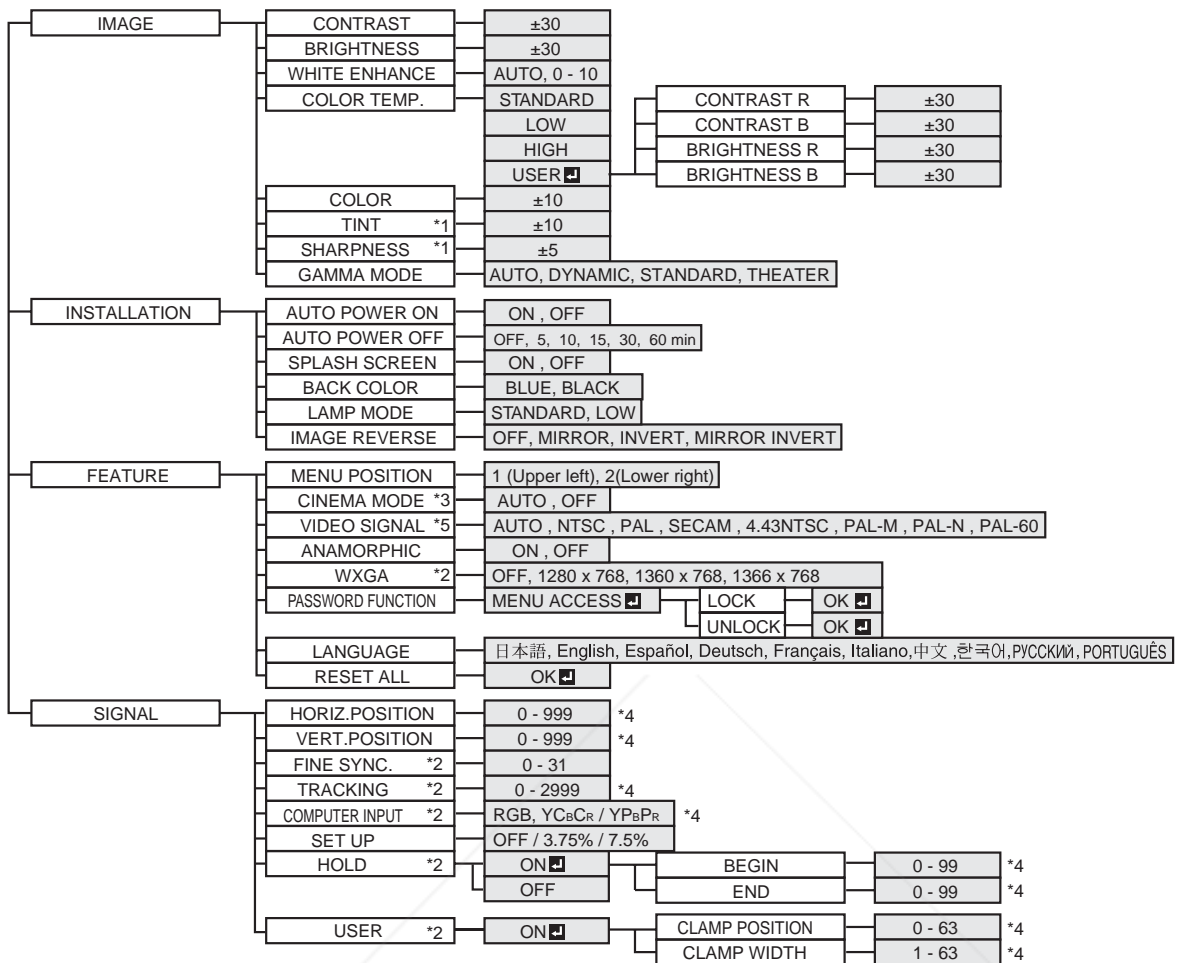 IMAGE CONTRAST ±30
BRIGHTNESS ±30
WHITE ENHANCE AUTO, 0 - 10
COLOR TEMP. STANDARD CONTRAST R ±30
LOW CONTRAST B ±30
HIGH BRIGHTNESS R ±30
USER BRIGHTNESS B ±30
COLOR ±10
TINT *1 ±10
SHARPNESS *1 ±5
GAMMA MODE AUTO, DYNAMIC, STANDARD, THEATER
INSTALLATION AUTO POWER ON ON , OFF
AUTO POWER OFF OFF, 5, 10, 15, 30, 60 min
SPLASH SCREEN ON , OFF
BACK COLOR BLUE, BLACK
LAMP MODE STANDARD, LOW
IMAGE REVERSE OFF, MIRROR, INVERT, MIRROR INVERT
FEATURE MENU POSITION 1 (Upper left), 2(Lower right)
CINEMA MODE *3 AUTO , OFF
VIDEO SIGNAL *5 AUTO , NTSC , PAL , SECAM , 4.43NTSC , PAL-M , PAL-N , PAL-60
ANAMORPHIC ON , OFF
WXGA *2 OFF, 1280 x 768, 1360 x 768, 1366 x 768
PASSWORD FUNCTION MENU ACCESS LOCK OK
UNLOCK OK
LANGUAGE 日本語, English, Español, Deutsch, Français, Italiano,中文 ,한국어,РУССКИЙ, PORTUGUÊS
RESET ALL OK
SIGNAL HORIZ.POSITION 0 - 999 *4
VERT.POSITION 0 - 999 *4
FINE SYNC. *2 0 - 31
TRACKING *2 0 - 2999 *4
COMPUTER INPUT *2 RGB, YCBCR / YPBPR *4
SET UP OFF / 3.75% / 7.5%
HOLD *2 ON BEGIN 0 - 99 *4
OFF END 0 - 99 *4
USER *2 ON CLAMP POSITION 0 - 63 *4
CLAMP WIDTH 1 - 63 *4